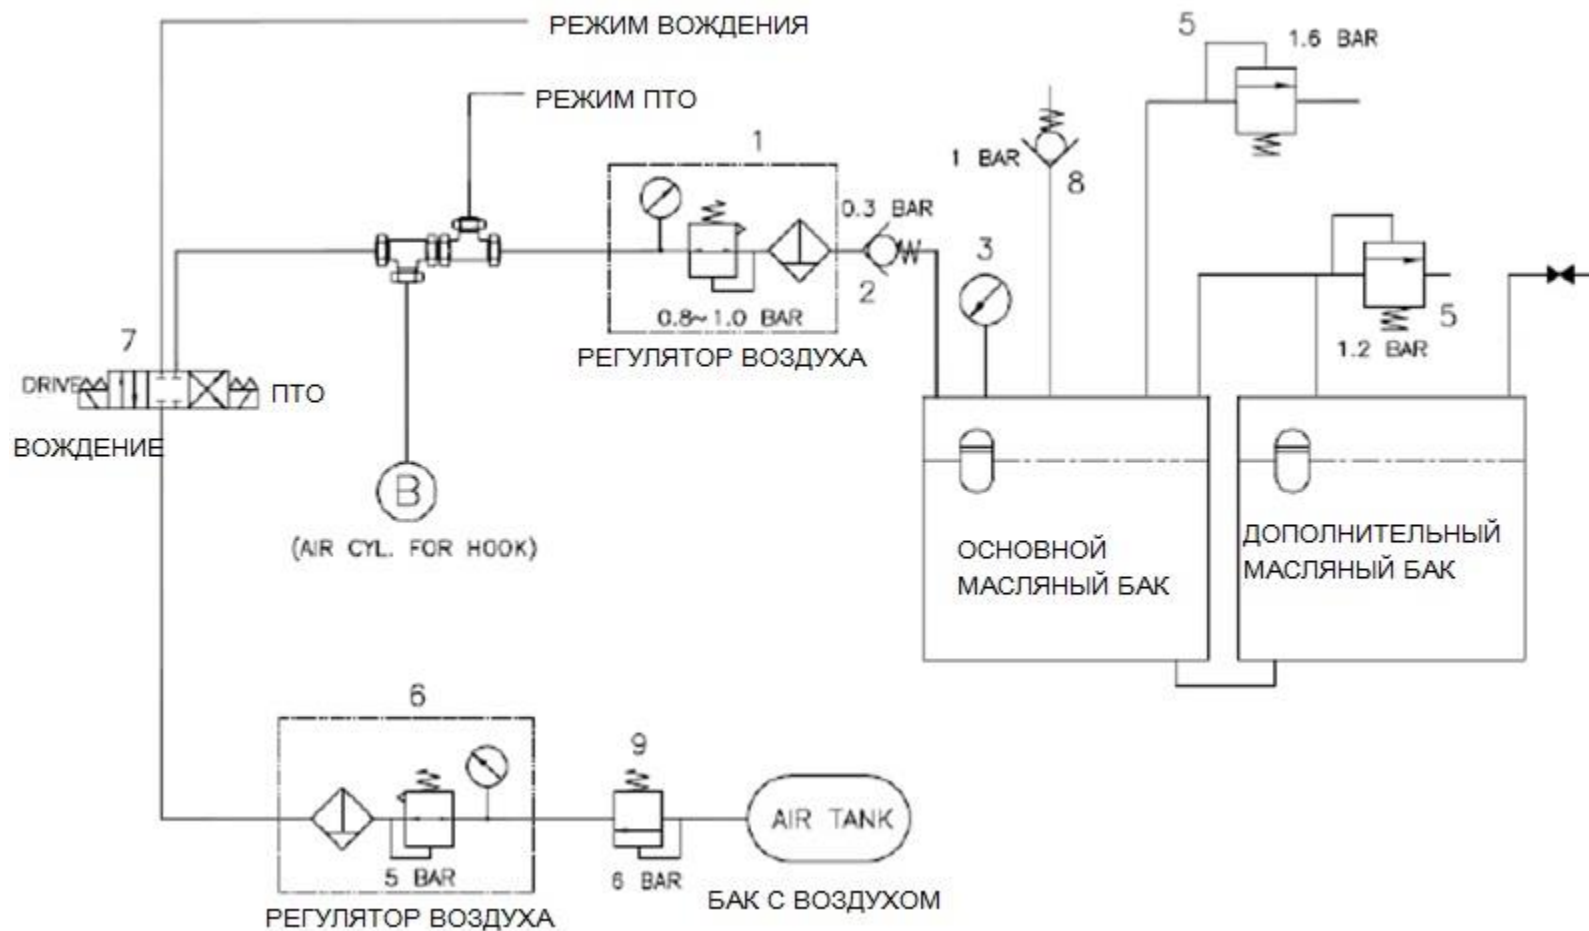 РЕЖИМ ВОЖДЕНИЯ
5
1.6 BAR
РЕЖИМ ПТО
1
1 BAR
8
0.3 BAR
2
3
0.8~1.0 BAR
РЕГУЛЯТОР ВОЗДУХА
5
1.2 BAR
7
DRIVE
ПТО
ВОЖДЕНИЕ
B
(AIR CYL. FOR HOOK)
ОСНОВНОЙ
МАСЛЯНЫЙ БАК
ДОПОЛНИТЕЛЬНЫЙ
МАСЛЯНЫЙ БАК
6
5 BAR
РЕГУЛЯТОР ВОЗДУХА
9
6 BAR
AIR TANK
БАК С ВОЗДУХОМ